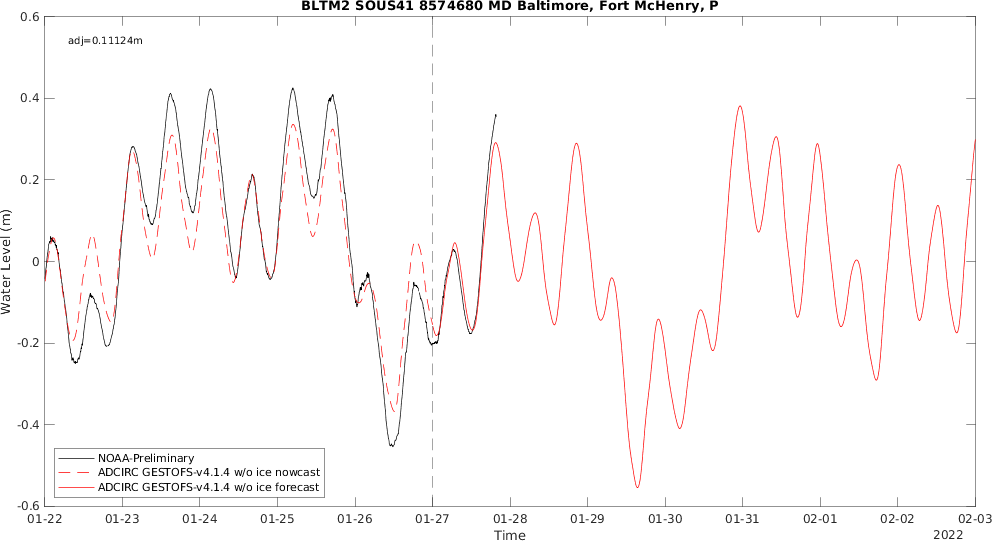 BLTM2 SOUS41 8574680 MD Baltimore, Fort McHenry, P
adj=0.11124m
0.6
0.4
0.2
0
-0.2
-0.4
-0.6
Water Level (m)
NOAA-Preliminary
ADCIRC GESTOFS-v4.1.4 w/o ice nowcast
ADCIRC GESTOFS-v4.1.4 w/o ice forecast
01-22 01-23 01-24 01-25 01-26 01-27 01-28 01-29 01-30 01-31 02-01 02-02 02-03
Time
2022